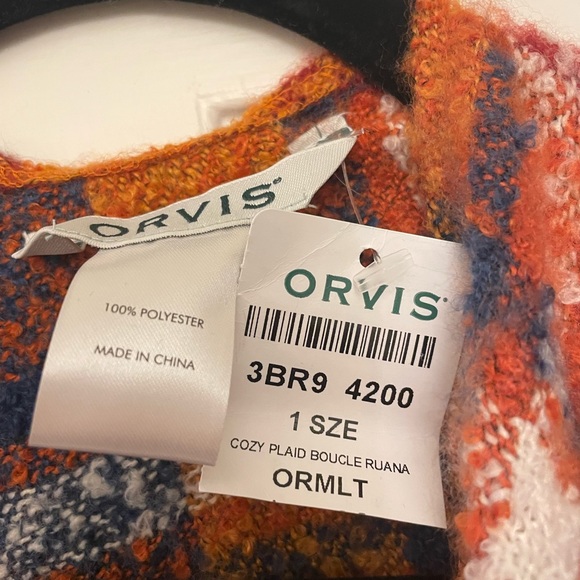 ORVIS®
100% POLYESTER
MADE IN CHINA
ORVIS®
3BR9 4200
1 SZE
COZY PLAID BOUCLE RUANA
ORMLT